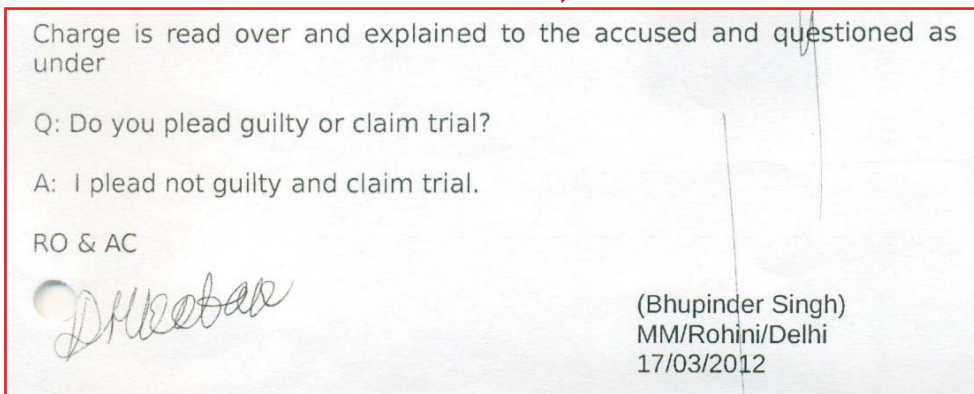 Charge is read over and explained to the accused and questioned as
under
Q: Do you plead guilty or claim trial?
A: I plead not guilty and claim trial.
RO & AC
(Bhupinder Singh)
MM/Rohini/Delhi
17/03/2012